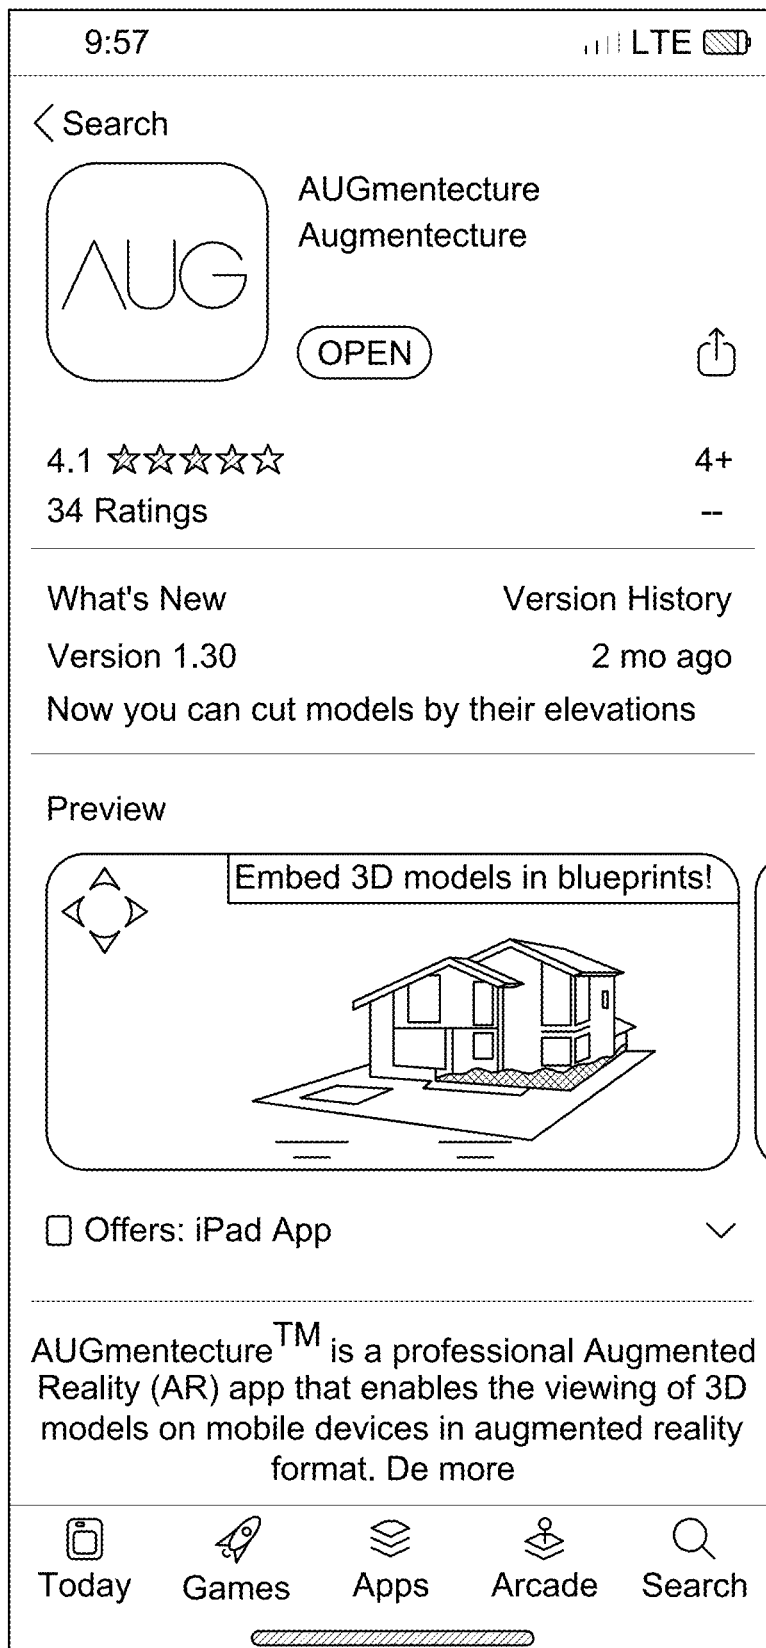 9:57 LTE
Search
AUG
AUGmentecture
Augmentecture
OPEN
4.1 4+
34 Ratings --
What's New Version History
Version 1.30 2 mo ago
Now you can cut models by their elevations
Preview
Embed 3D models in blueprints!
Offers: iPad App
AUGmentecture™ is a professional Augmented
Reality (AR) app that enables the viewing of 3D
models on mobile devices in augmented reality
format. De more
Today Games Apps Arcade Search